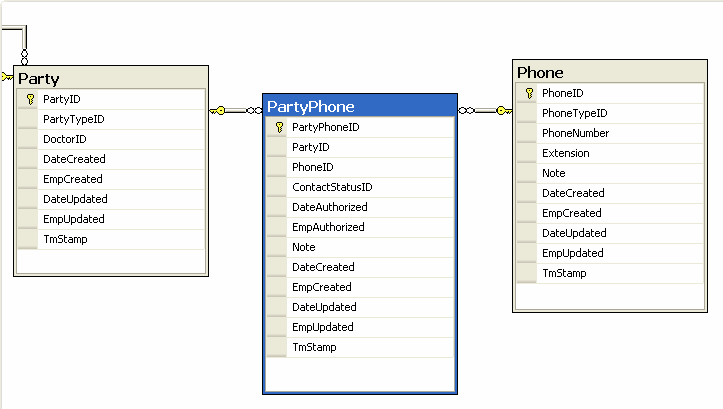 Party
PartyID
PartyTypeID
DoctorID
DateCreated
EmpCreated
DateUpdated
EmpUpdated
TmStamp
PartyPhone
PartyPhoneID
PartyID
PhoneID
ContactStatusID
DateAuthorized
EmpAuthorized
Note
DateCreated
EmpCreated
DateUpdated
EmpUpdated
TmStamp
Phone
PhoneID
PhoneTypeID
PhoneNumber
Extension
Note
DateCreated
EmpCreated
DateUpdated
EmpUpdated
TmStamp